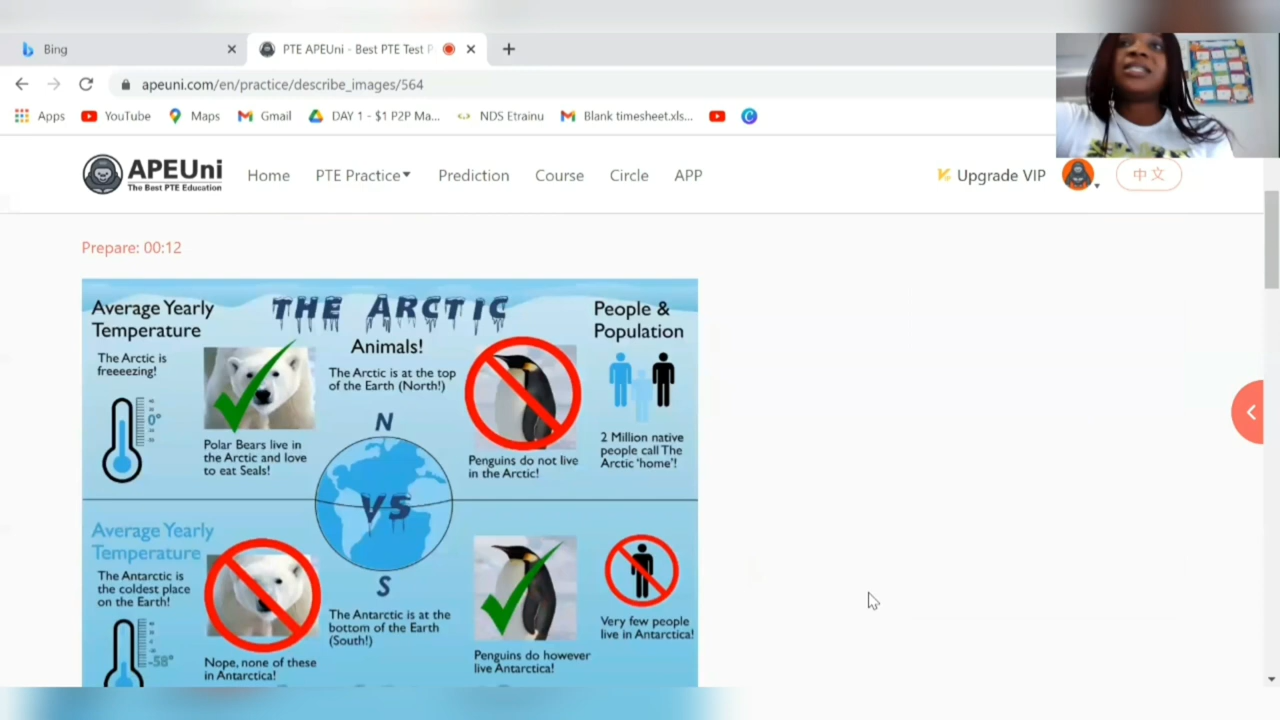 Bing
PTE APEUni - Best PTE Test P
apeuni.com/en/practice/describe_images/564
Apps YouTube Maps Gmail DAY 1 - $1 P2P Ma... NDS Etrainu Blank timesheet.xls...
APEUni
The Best PTE Education
Home PTE Practice Prediction Course Circle APP Upgrade VIP 中文
Prepare: 00:12
THE ARCTIC
Average Yearly
Temperature
The Arctic is
freeezing!
0°
Polar Bears live in
the Arctic and love
to eat Seals!
Animals!
The Arctic is at the top
of the Earth (North!)
N
Penguins do not live
in the Arctic!
People &
Population
2 Million native
people call The
Arctic 'home'!
VS
Average Yearly
Temperature
The Antarctic is
the coldest place
on the Earth!
-58°
Nope, none of these
in Antarctica!
S
The Antarctic is at the
bottom of the Earth
(South!)
Penguins do however
live Antarctica!
Very few people
live in Antarctica!